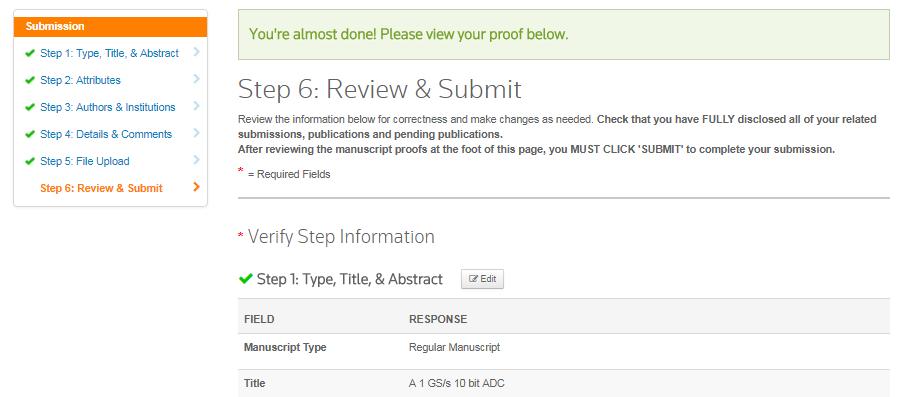 Submission
Step 1: Type, Title, & Abstract
Step 2: Attributes
Step 3: Authors & Institutions
Step 4: Details & Comments
Step 5: File Upload
Step 6: Review & Submit
You're almost done! Please view your proof below.
Step 6: Review & Submit
Review the information below for correctness and make changes as needed. Check that you have FULLY disclosed all of your related
submissions, publications and pending publications.
After reviewing the manuscript proofs at the foot of this page, you MUST CLICK 'SUBMIT' to complete your submission.
* = Required Fields
* Verify Step Information
Step 1: Type, Title, & Abstract Edit
FIELD RESPONSE
Manuscript Type Regular Manuscript
Title A 1 GS/s 10 bit ADC